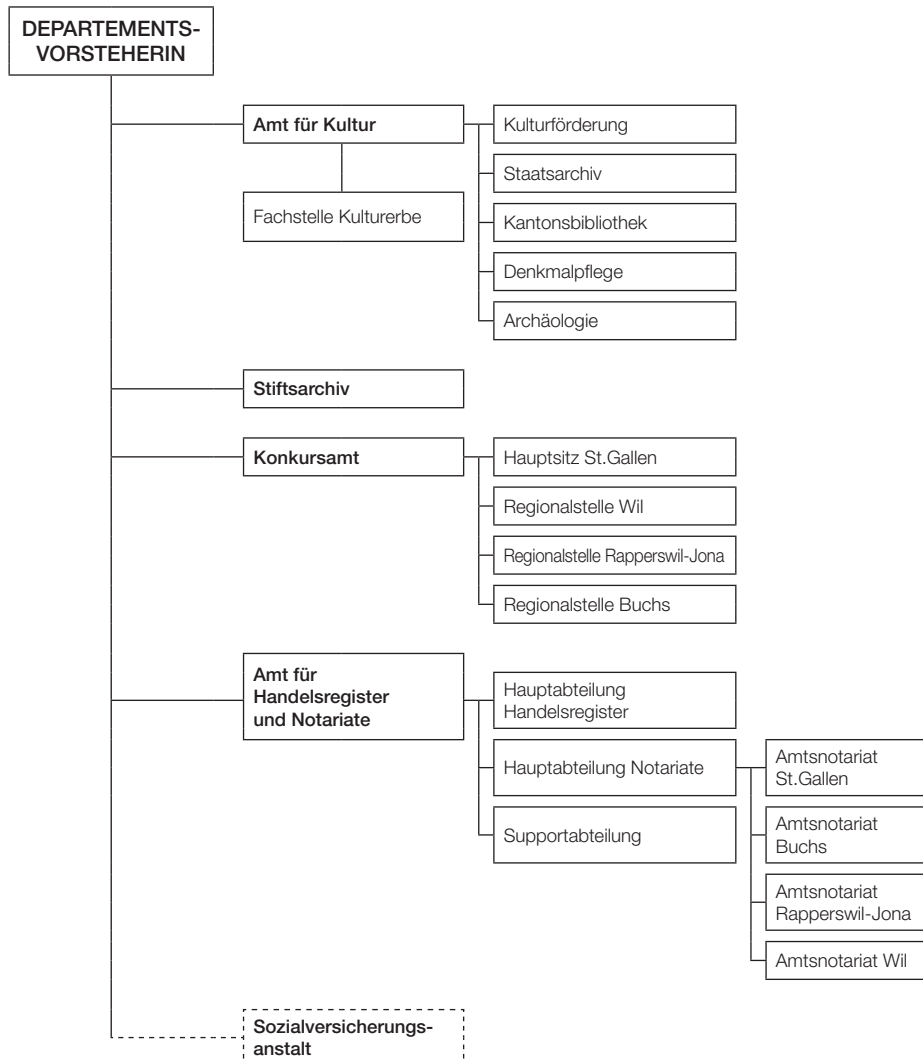 DEPARTEMENTS-
VORSTEHERIN
Amt für Kultur
Fachstelle Kulturerbe
Kulturförderung
Staatsarchiv
Kantonsbibliothek
Denkmalpflege
Archäologie
Stiftsarchiv
Konkursamt
Hauptsitz St.Gallen
Regionalstelle Wil
Regionalstelle Rapperswil-Jona
Regionalstelle Buchs
Amt für
Handelsregister
und Notariate
Hauptabteilung
Handelsregister
Hauptabteilung Notariate
Supportabteilung
Amtsnotariat
St.Gallen
Amtsnotariat
Buchs
Amtsnotariat
Rapperswil-Jona
Amtsnotariat Wil
Sozialversicherungs-
anstalt